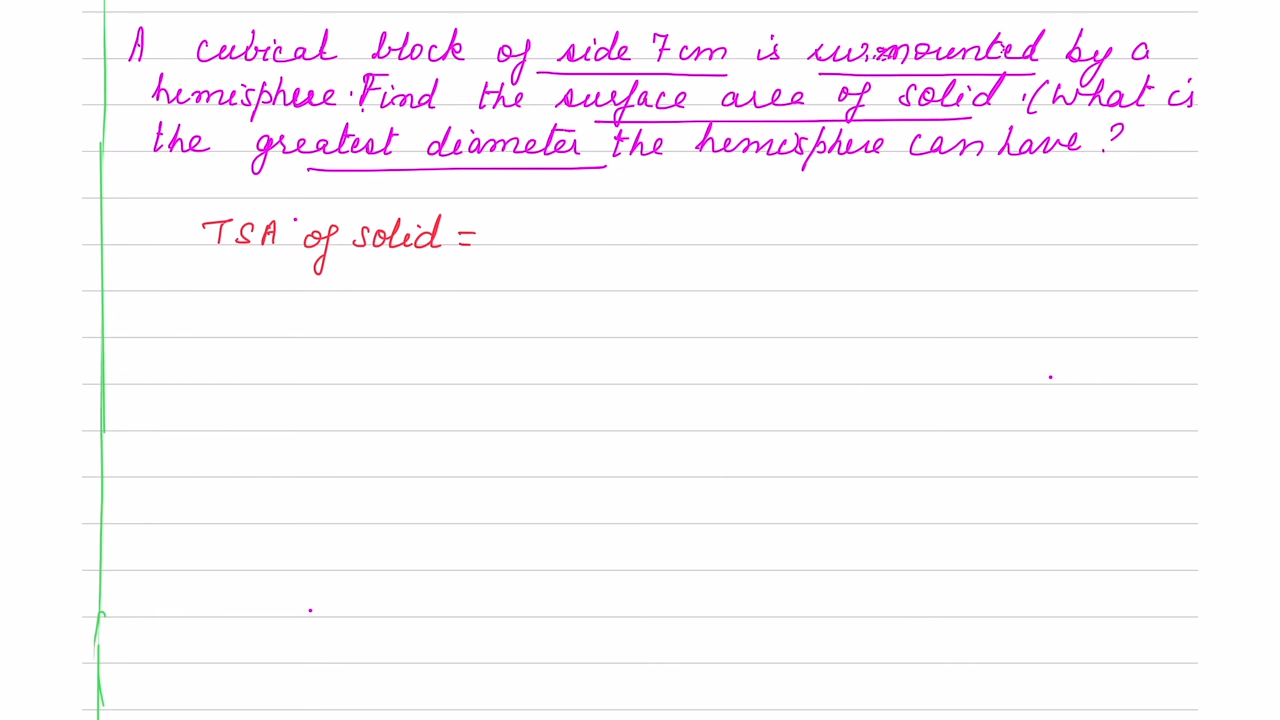 A cubical block of side 7cm is surmounted by a
hemisphere. Find the surface area of solid. (What is
the greatest diameter the hemisphere can have?
TSA of solid =